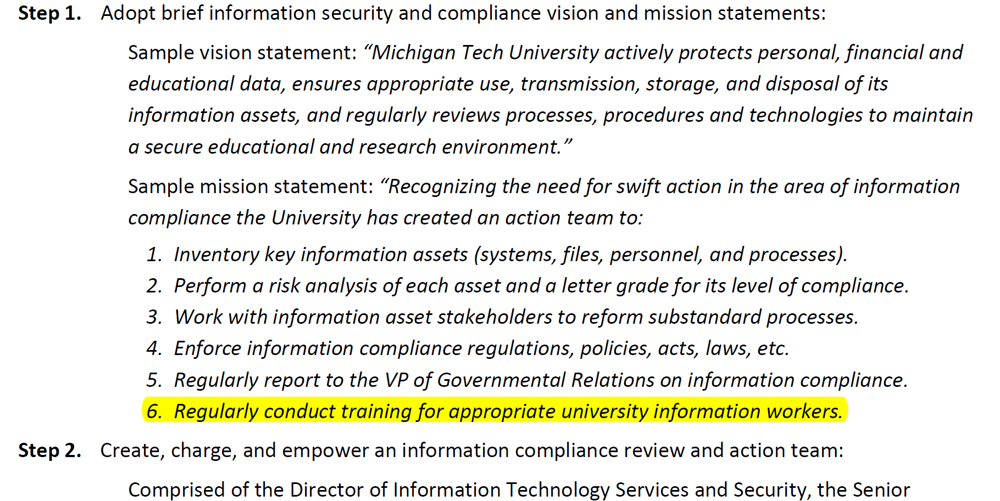 Step 1. Adopt brief information security and compliance vision and mission statements:
Sample vision statement: “Michigan Tech University actively protects personal, financial and
educational data, ensures appropriate use, transmission, storage, and disposal of its
information assets, and regularly reviews processes, procedures and technologies to maintain
a secure educational and research environment.”
Sample mission statement: “Recognizing the need for swift action in the area of information
compliance the University has created an action team to:
1. Inventory key information assets (systems, files, personnel, and processes).
2. Perform a risk analysis of each asset and a letter grade for its level of compliance.
3. Work with information asset stakeholders to reform substandard processes.
4. Enforce information compliance regulations, policies, acts, laws, etc.
5. Regularly report to the VP of Governmental Relations on information compliance.
6. Regularly conduct training for appropriate university information workers.
Step 2. Create, charge, and empower an information compliance review and action team:
Comprised of the Director of Information Technology Services and Security, the Senior